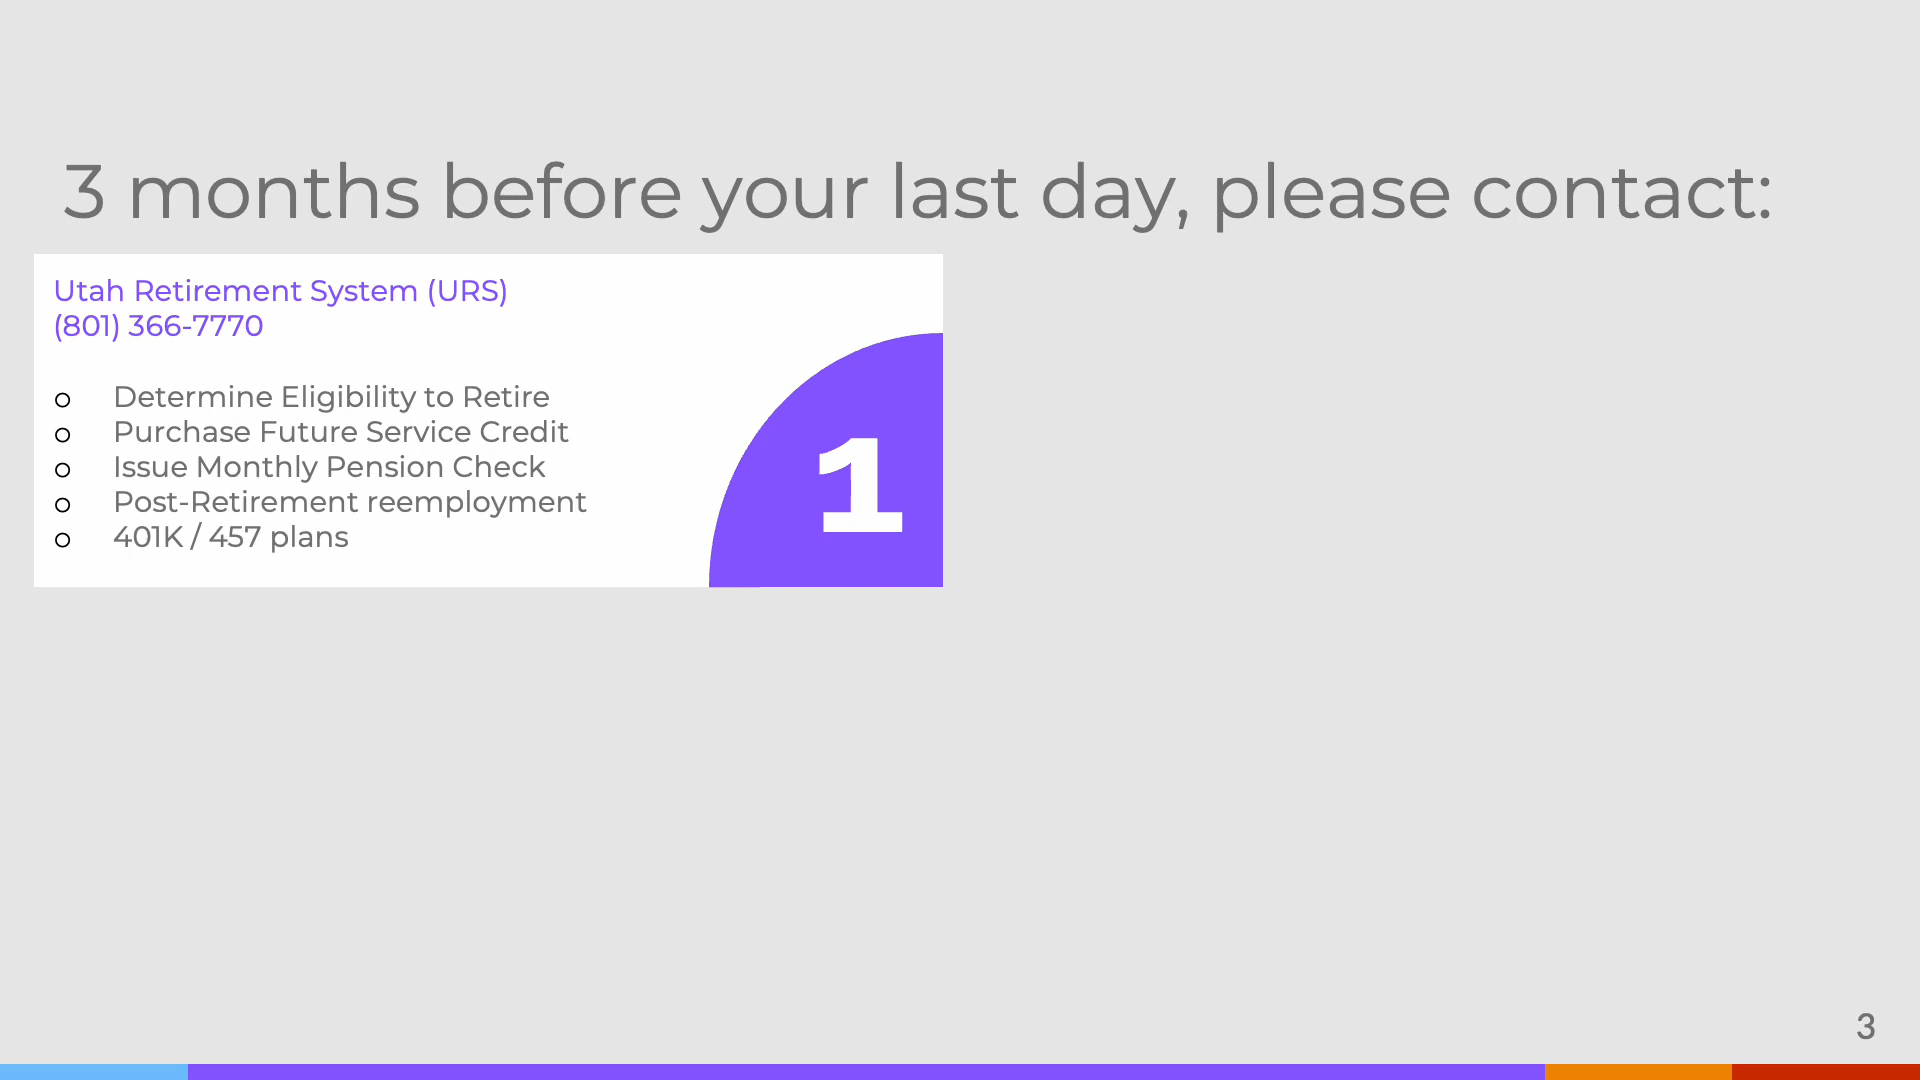 3 months before your last day, please contact:
Utah Retirement System (URS)
(801) 366-7770
o Determine Eligibility to Retire
o Purchase Future Service Credit
o Issue Monthly Pension Check
o Post-Retirement reemployment
o 401K / 457 plans
1
3